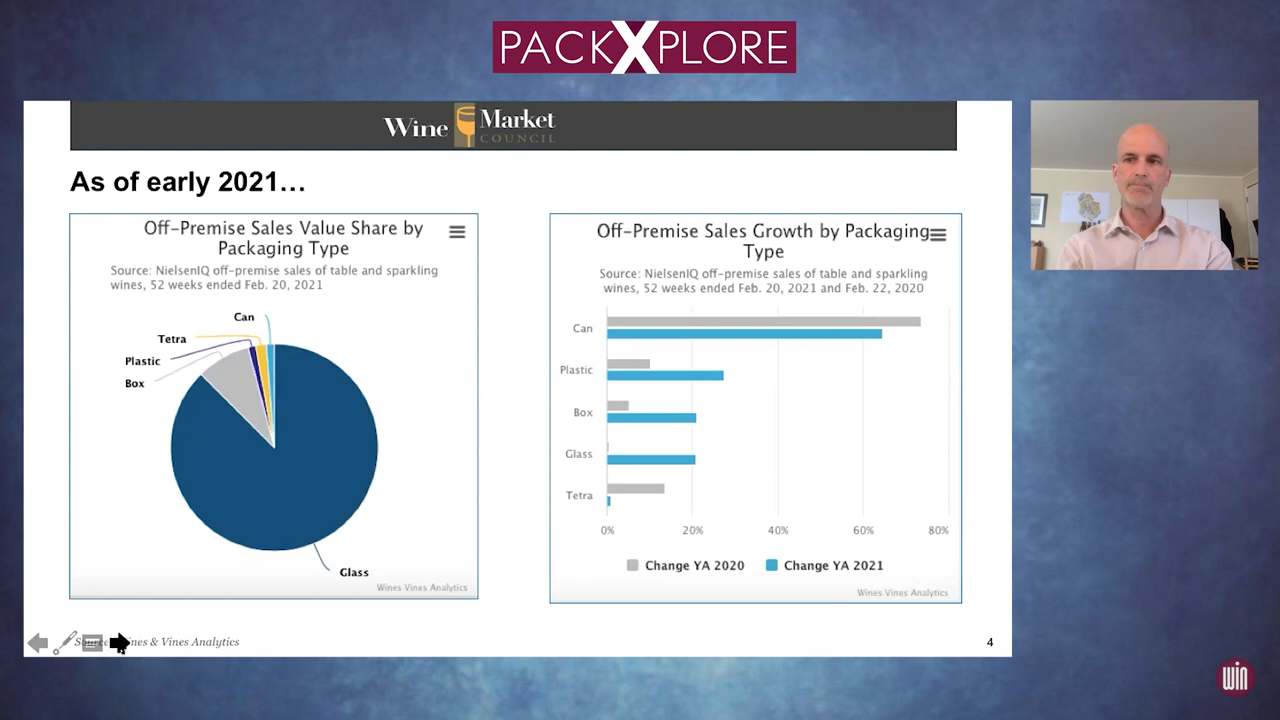 PACKXPLORE
Wine Market
COUNCIL
As of early 2021…
Off-Premise Sales Value Share by
Packaging Type
Source: NielsenIQ off-premise sales of table and sparkling
wines, 52 weeks ended Feb. 20, 2021
Can
Tetra
Plastic
Box
Glass
Wines Vines Analytics
Off-Premise Sales Growth by Packaging
Type
Source: NielsenIQ off-premise sales of table and sparkling
wines, 52 weeks ended Feb. 20, 2021 and Feb. 22, 2020
Can
Plastic
Box
Glass
Tetra
0% 20% 40% 60% 80%
Change YA 2020 Change YA 2021
Wines Vines Analytics
& Vines Analytics
4
win